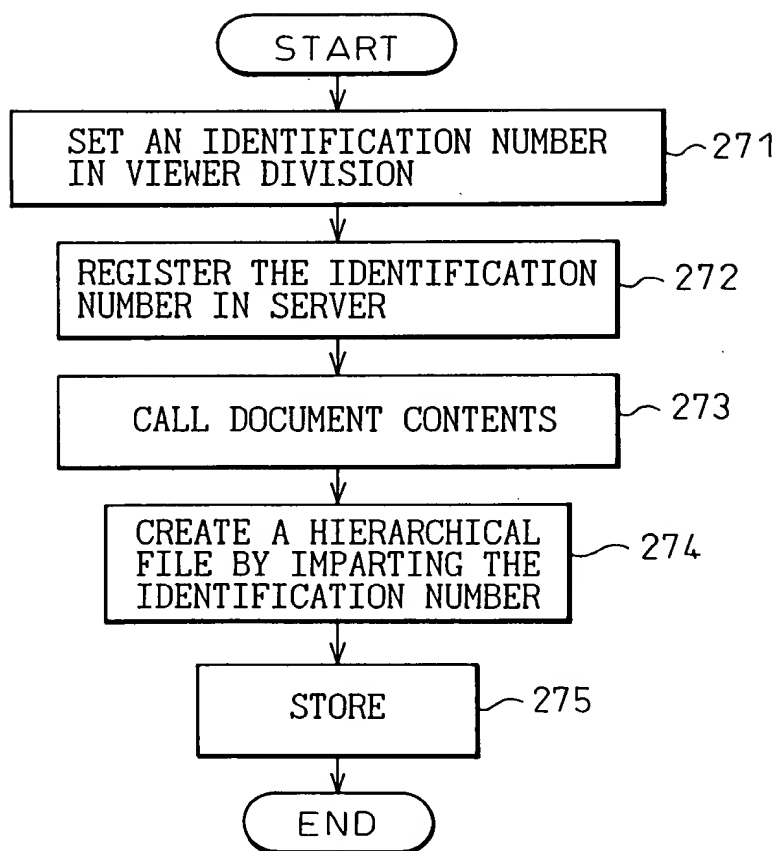 START
SET AN IDENTIFICATION NUMBER
IN VIEWER DIVISION
271
REGISTER THE IDENTIFICATION
NUMBER IN SERVER
272
CALL DOCUMENT CONTENTS
273
CREATE A HIERARCHICAL
FILE BY IMPARTING THE
IDENTIFICATION NUMBER
274
STORE
275
END